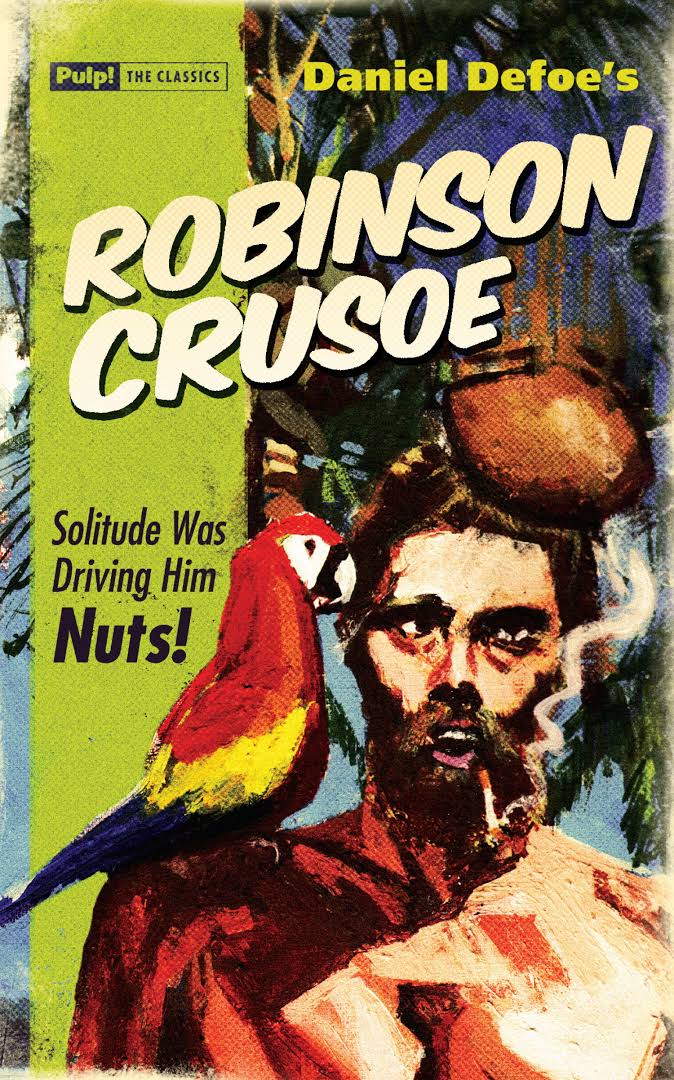 Pulp! THE CLASSICS
Daniel Defoe's
ROBINSON
CRUSOE
Solitude Was
Driving Him
Nuts!